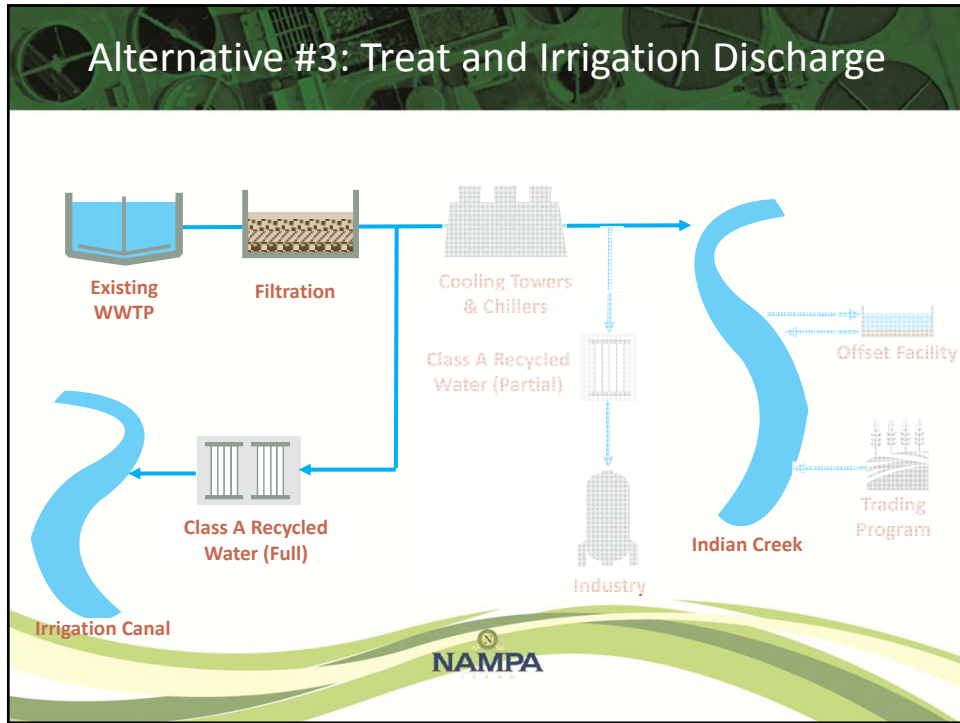 Alternative #3: Treat and Irrigation Discharge
Existing
WWTP
Filtration
Cooling Towers
& Chillers
Class A Recycled
Water (Partial)
Offset Facility
Class A Recycled
Water (Full)
Industry
Indian Creek
Trading
Program
Irrigation Canal
N
NAMPA